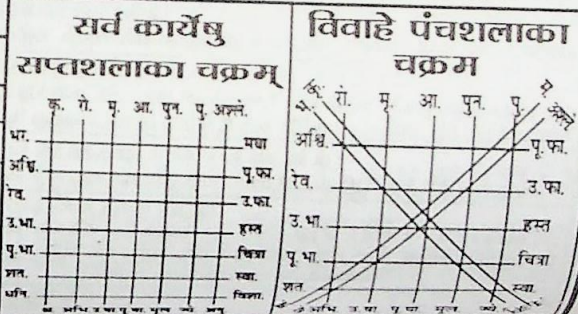 सर्व कार्येषु
सप्तशलाका चक्रम्
कृ. रो. मृ. आ. पुन. पु. अश्ले.
भर. मघा
अश्वि. पू.फा.
रेव. उ.फा.
उ.भा. हस्त
पू.भा. चित्रा
शत. स्वा.
धनि. विशा.
विवाहे पंचशलाका
चक्रम
रो. मृ. आ. पुन. पु.
अश्वि. पू.फा.
रेव. उ.फा.
उ.भा. हस्त
पू.भा. चित्रा
शत. स्वा.